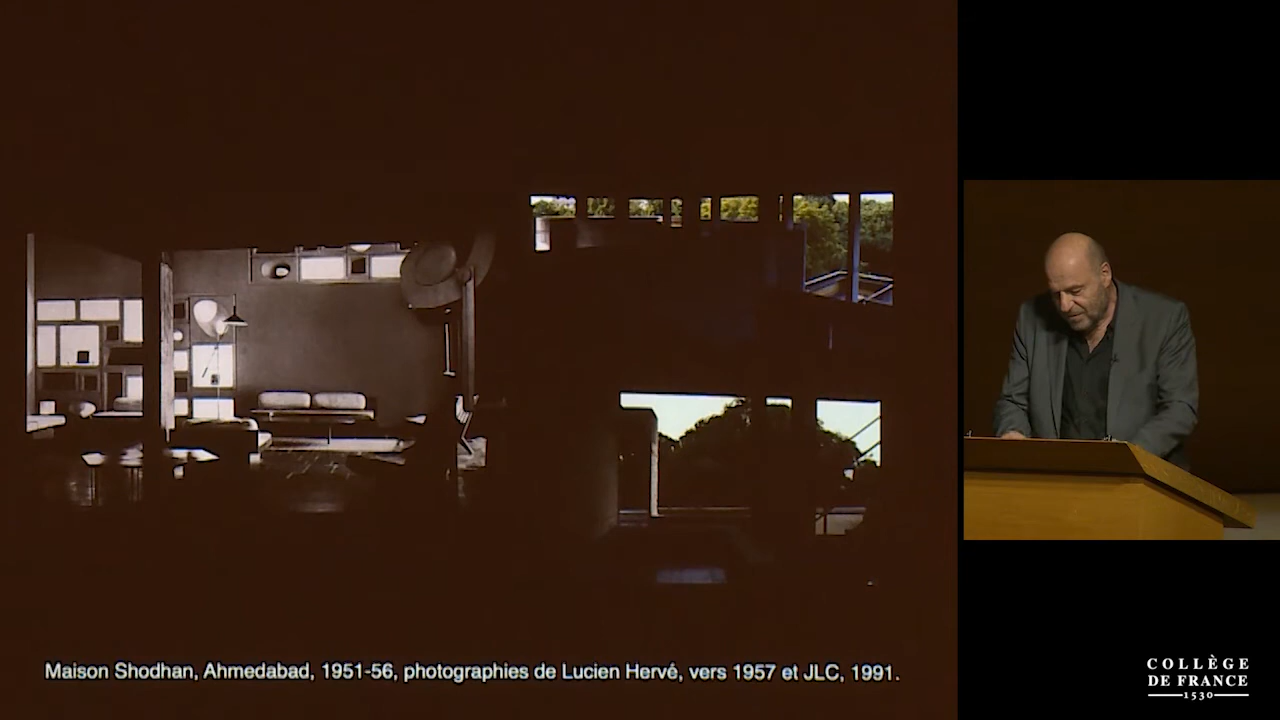 Maison Shodhan, Ahmedabad, 1951-56, photographies de Lucien Hervé, vers 1957 et JLC, 1991.
COLLÈGE
DE FRANCE
1530